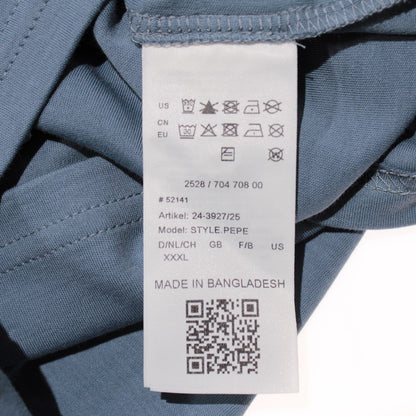 US
CN
EU
30
2528 / 704 708 00
# 52141
Artikel: 24-3927/25
Model: STYLE.PEPE
D/NL/CH GB F/B US
XXXL
MADE IN BANGLADESH